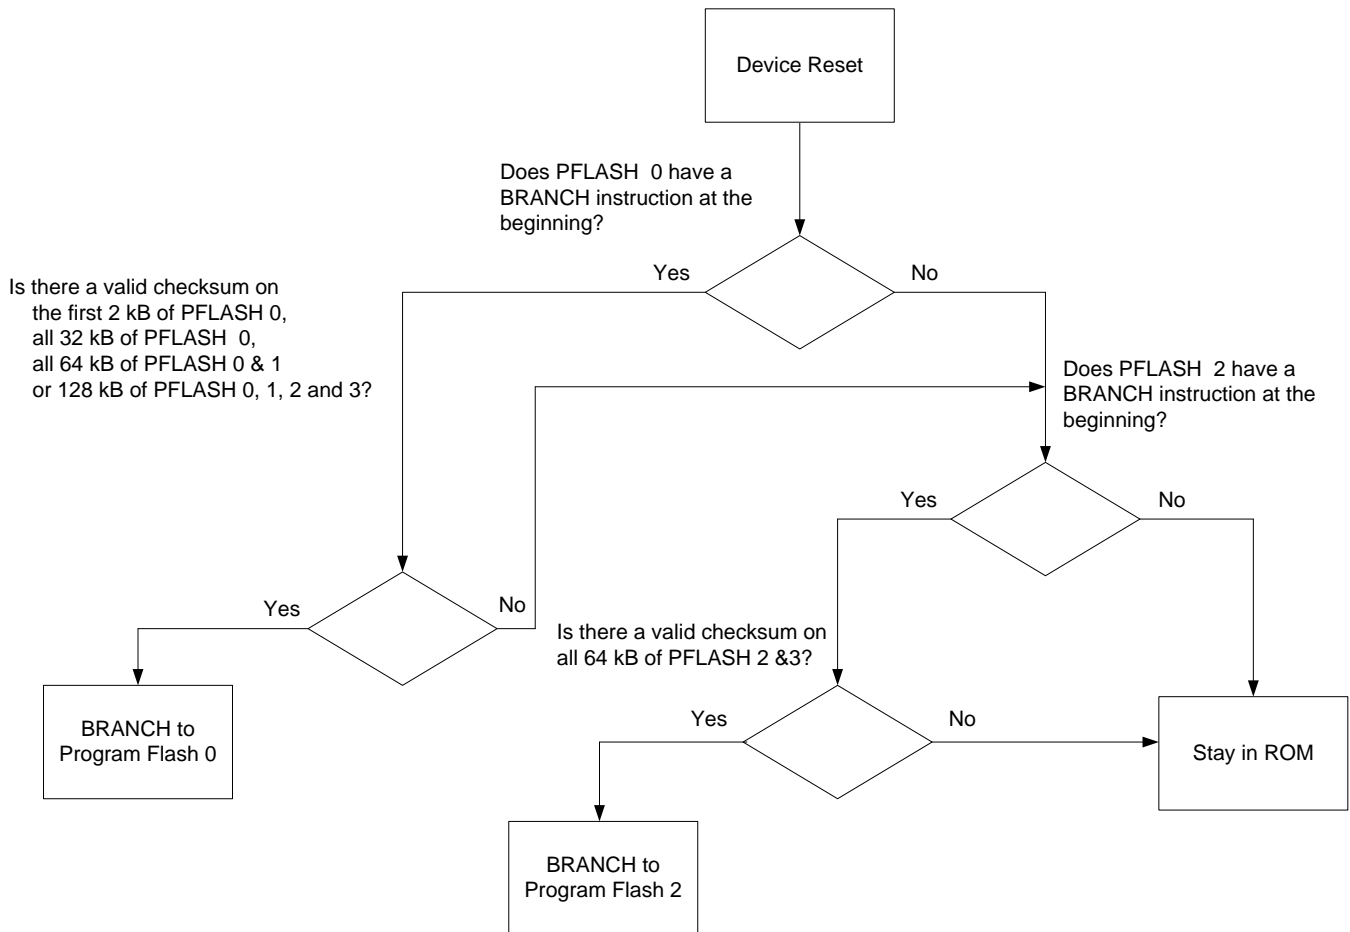 Device Reset
Does PFLASH 0 have a
BRANCH instruction at the
beginning?
Yes
No
Is there a valid checksum on
the first 2 kB of PFLASH 0,
all 32 kB of PFLASH 0,
all 64 kB of PFLASH 0 & 1
or 128 kB of PFLASH 0, 1, 2 and 3?
Does PFLASH 2 have a
BRANCH instruction at the
beginning?
Yes
No
Yes
No
Is there a valid checksum on
all 64 kB of PFLASH 2 &3?
BRANCH to
Program Flash 0
Yes
No
Stay in ROM
BRANCH to
Program Flash 2